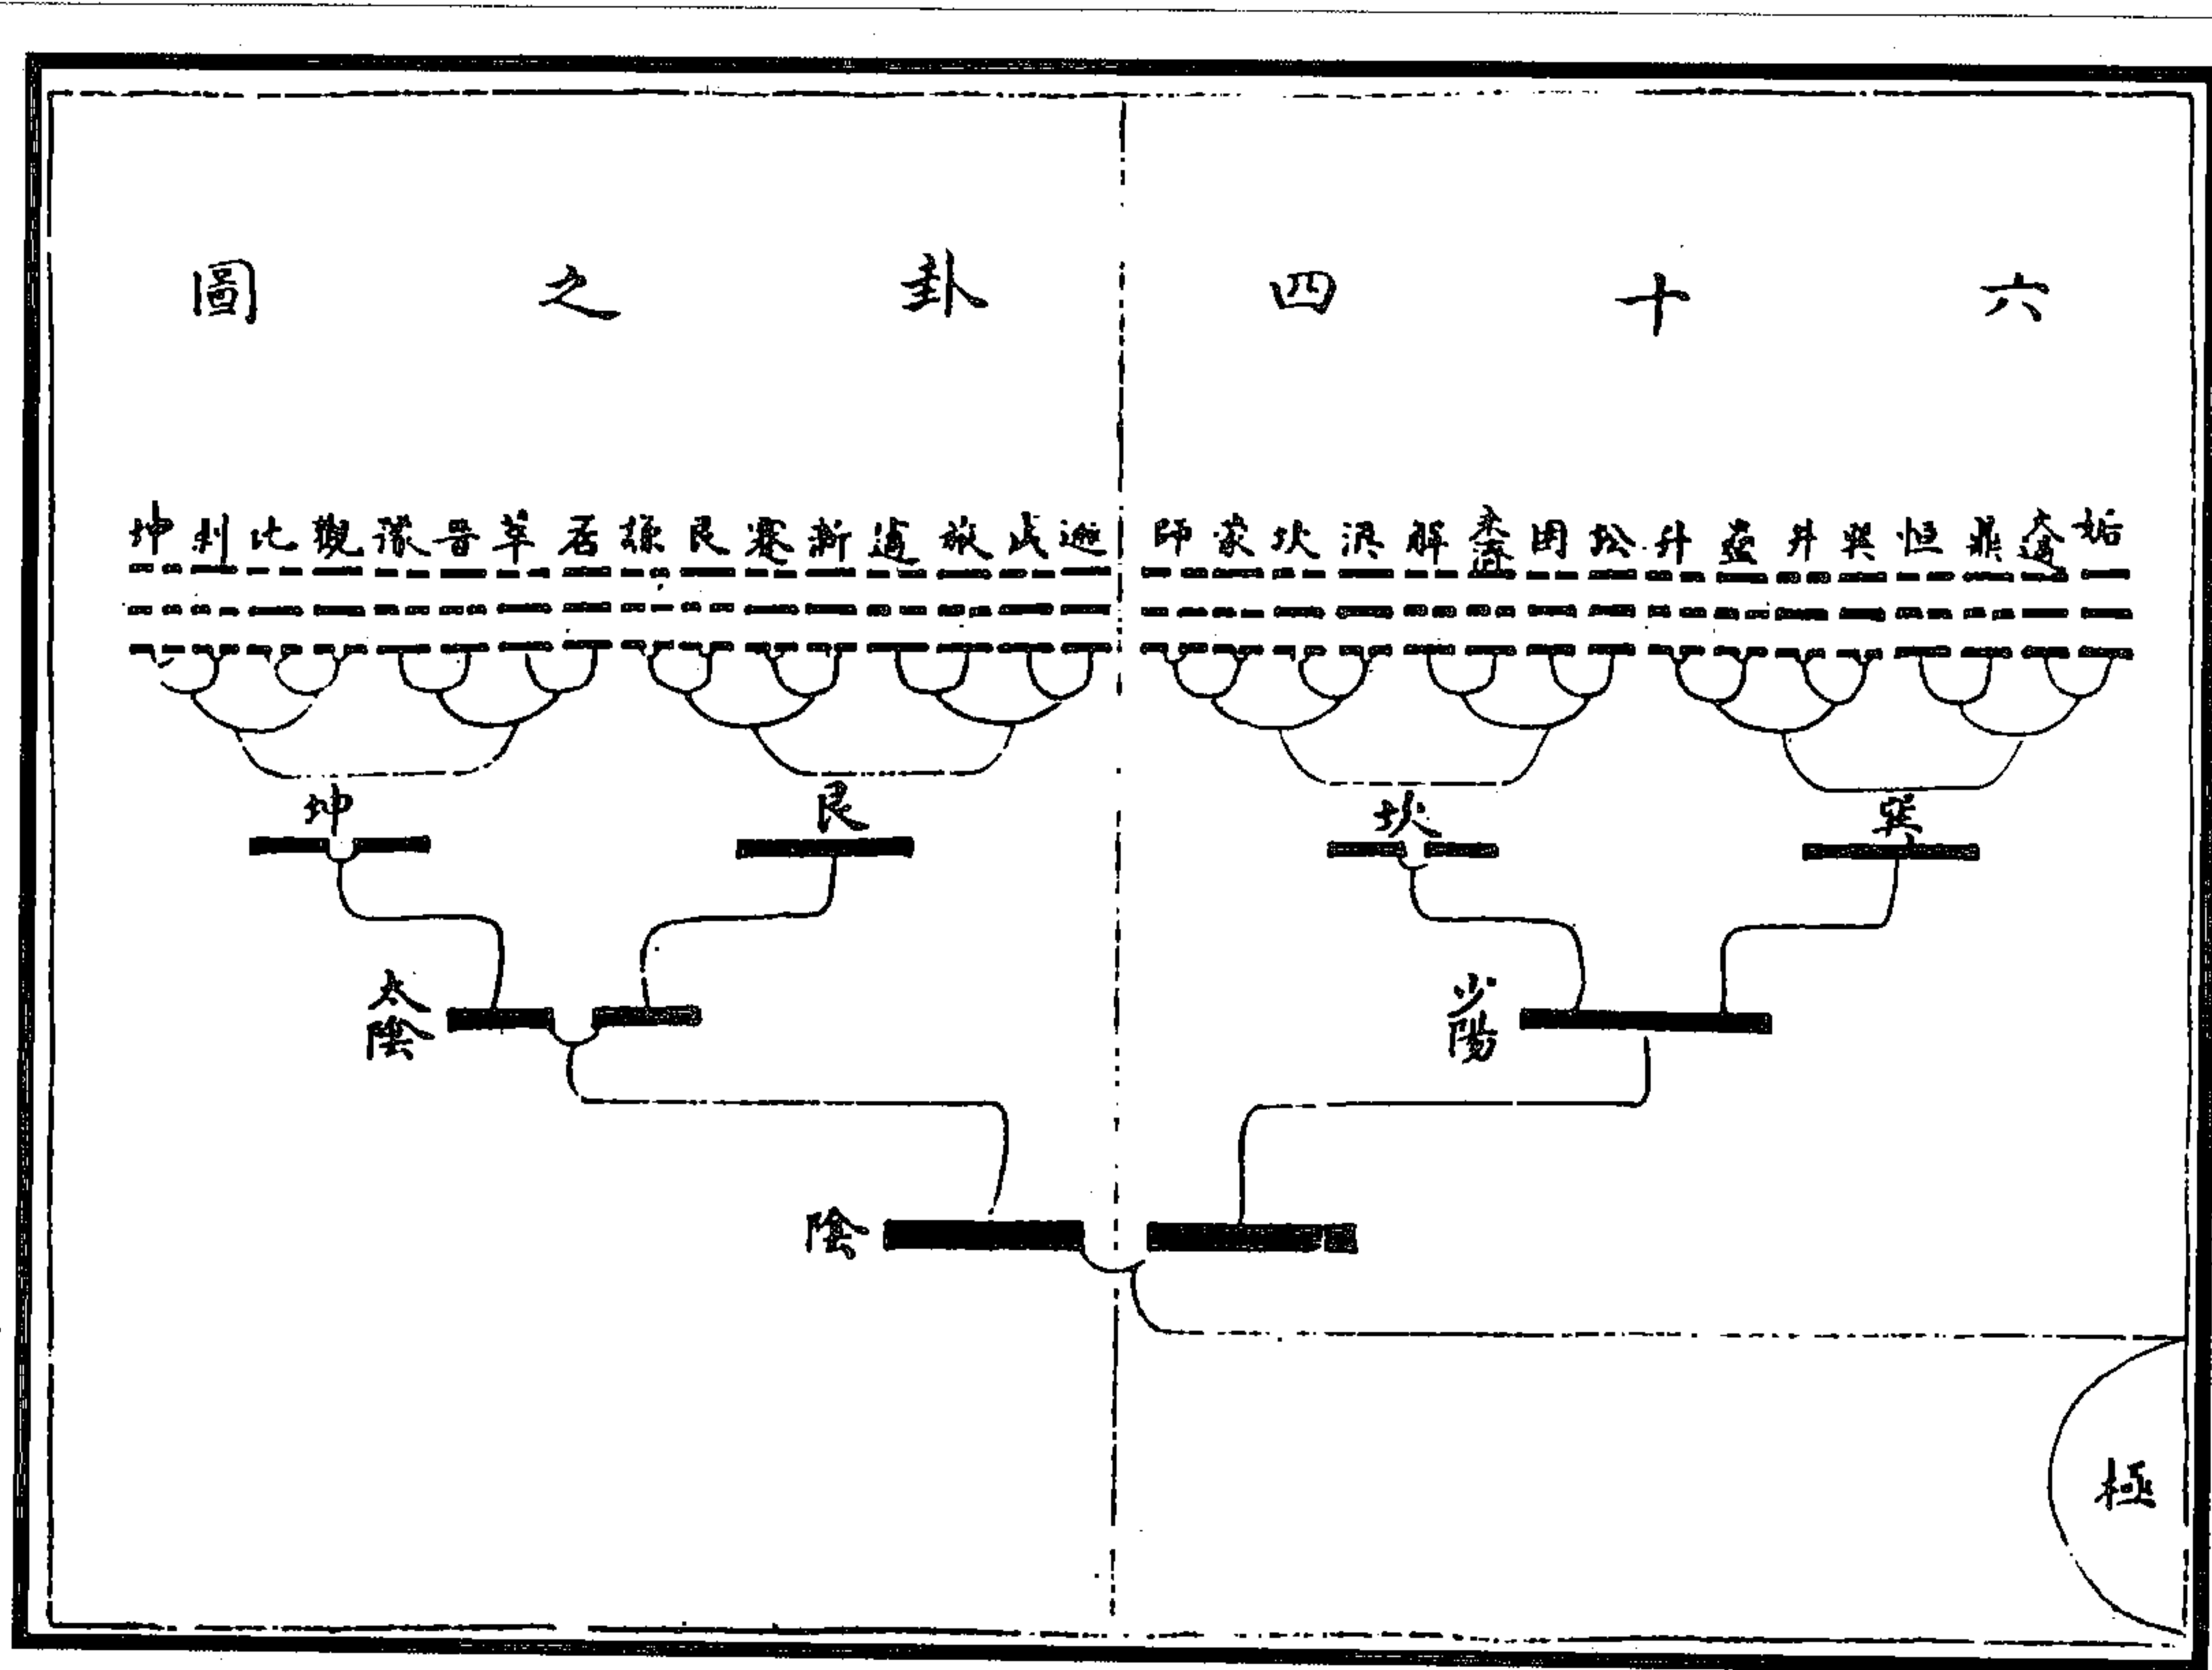 六十四卦之圖
姤 大過 鼎 恒 巽 井 蠱 升 訟 困 未濟 解 渙 坎 蒙 師 遯 咸 旅 小過 漸 蹇 艮 謙 否 萃 晉 豫 觀 比 剝 坤
巽 坎 艮 坤
少陽 太陰
陰
極